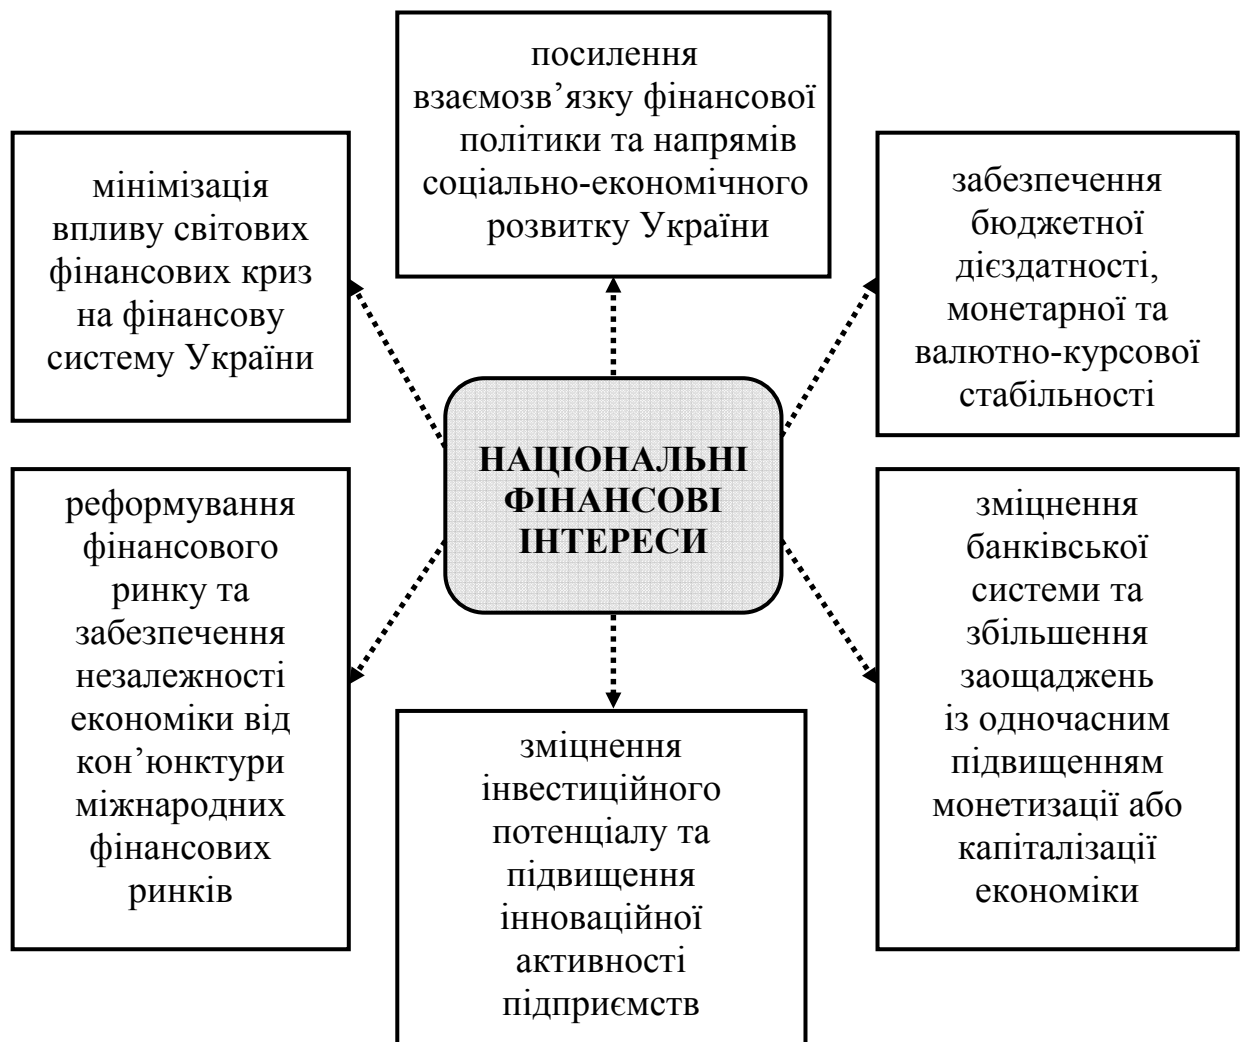 посилення
взаємозв’язку фінансової
політики та напрямів
соціально-економічного
розвитку України
мінімізація
впливу світових
фінансових криз
на фінансову
систему України
забезпечення
бюджетної
дієздатності,
монетарної та
валютно-курсової
стабільності
НАЦІОНАЛЬНІ
ФІНАНСОВІ
ІНТЕРЕСИ
реформування
фінансового
ринку та
забезпечення
незалежності
економіки від
кон’юнктури
міжнародних
фінансових
ринків
зміцнення
інвестиційного
потенціалу та
підвищення
інноваційної
активності
підприємств
зміцнення
банківської
системи та
збільшення
заощаджень
із одночасним
підвищенням
монетизації або
капіталізації
економіки